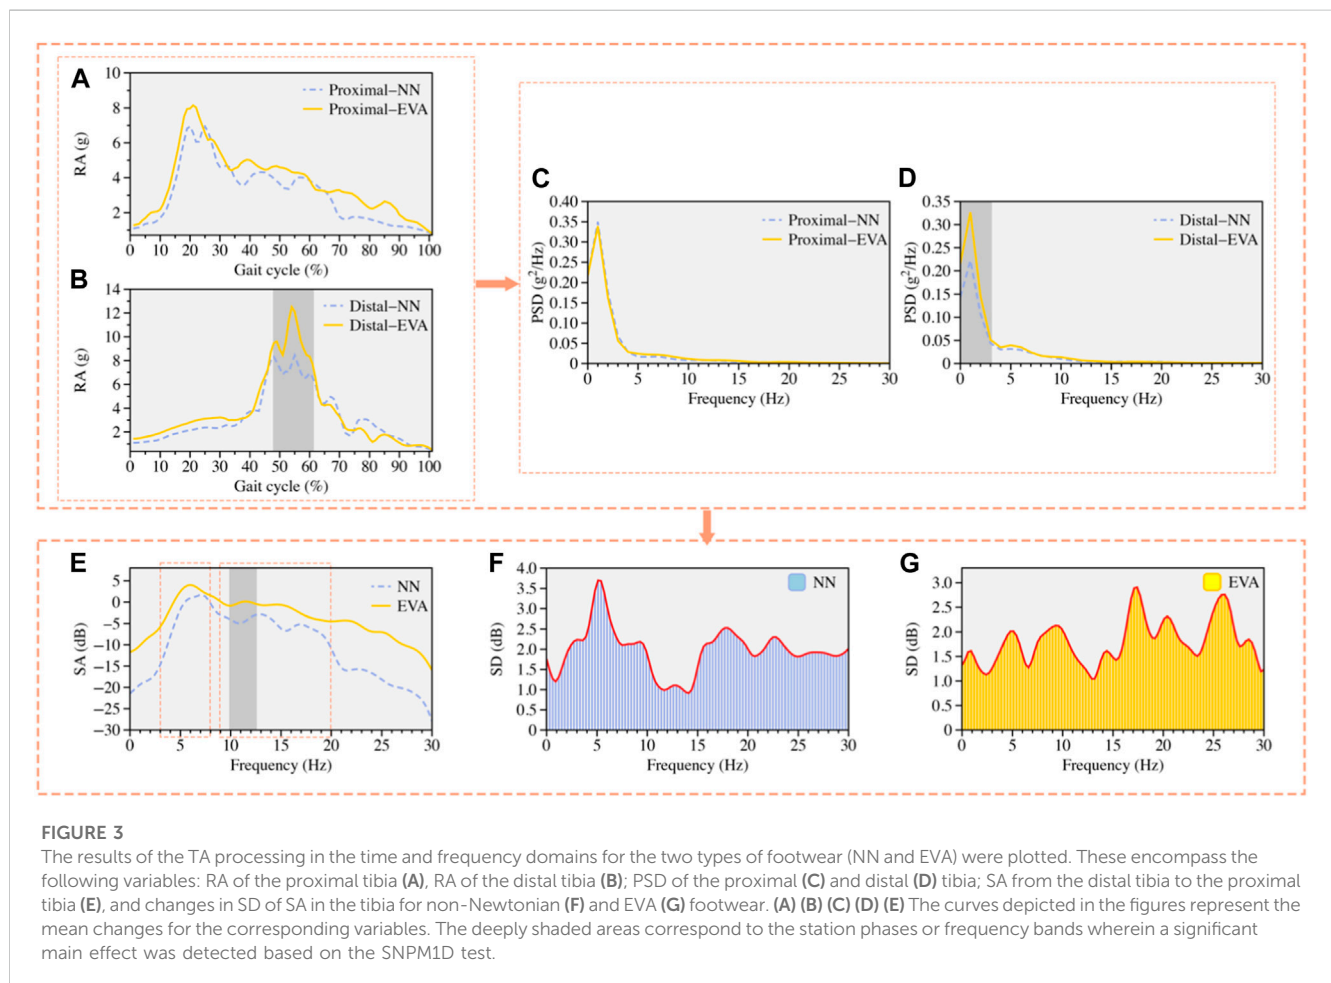 A
10
8
6
4
2
RA (g)
Proximal–NN
Proximal–EVA
0 10 20 30 40 50 60 70 80 90 100
Gait cycle (%)
B
14
12
10
8
6
4
2
RA (g)
Distal–NN
Distal–EVA
0 10 20 30 40 50 60 70 80 90 100
Gait cycle (%)
C
0.40
0.35
0.30
0.25
0.20
0.15
0.10
0.05
0
PSD (g²/Hz)
Proximal–NN
Proximal–EVA
0 5 10 15 20 25 30
Frequency (Hz)
D
0.35
0.30
0.25
0.20
0.15
0.10
0.05
0
PSD (g²/Hz)
Distal–NN
Distal–EVA
0 5 10 15 20 25 30
Frequency (Hz)
E
5
0
−5
−10
−15
−20
−25
−30
SA (dB)
NN
EVA
0 5 10 15 20 25 30
Frequency (Hz)
F
4.0
3.5
3.0
2.5
2.0
1.5
1.0
0.5
0
SD (dB)
NN
0 5 10 15 20 25 30
Frequency (Hz)
G
3.0
2.5
2.0
1.5
1.0
0.5
0
SD (dB)
EVA
0 5 10 15 20 25 30
Frequency (Hz)
FIGURE 3
The results of the TA processing in the time and frequency domains for the two types of footwear (NN and EVA) were plotted. These encompass the
following variables: RA of the proximal tibia (A), RA of the distal tibia (B); PSD of the proximal (C) and distal (D) tibia; SA from the distal tibia to the proximal
tibia (E), and changes in SD of SA in the tibia for non-Newtonian (F) and EVA (G) footwear. (A) (B) (C) (D) (E) The curves depicted in the figures represent the
mean changes for the corresponding variables. The deeply shaded areas correspond to the station phases or frequency bands wherein a significant
main effect was detected based on the SNPM1D test.